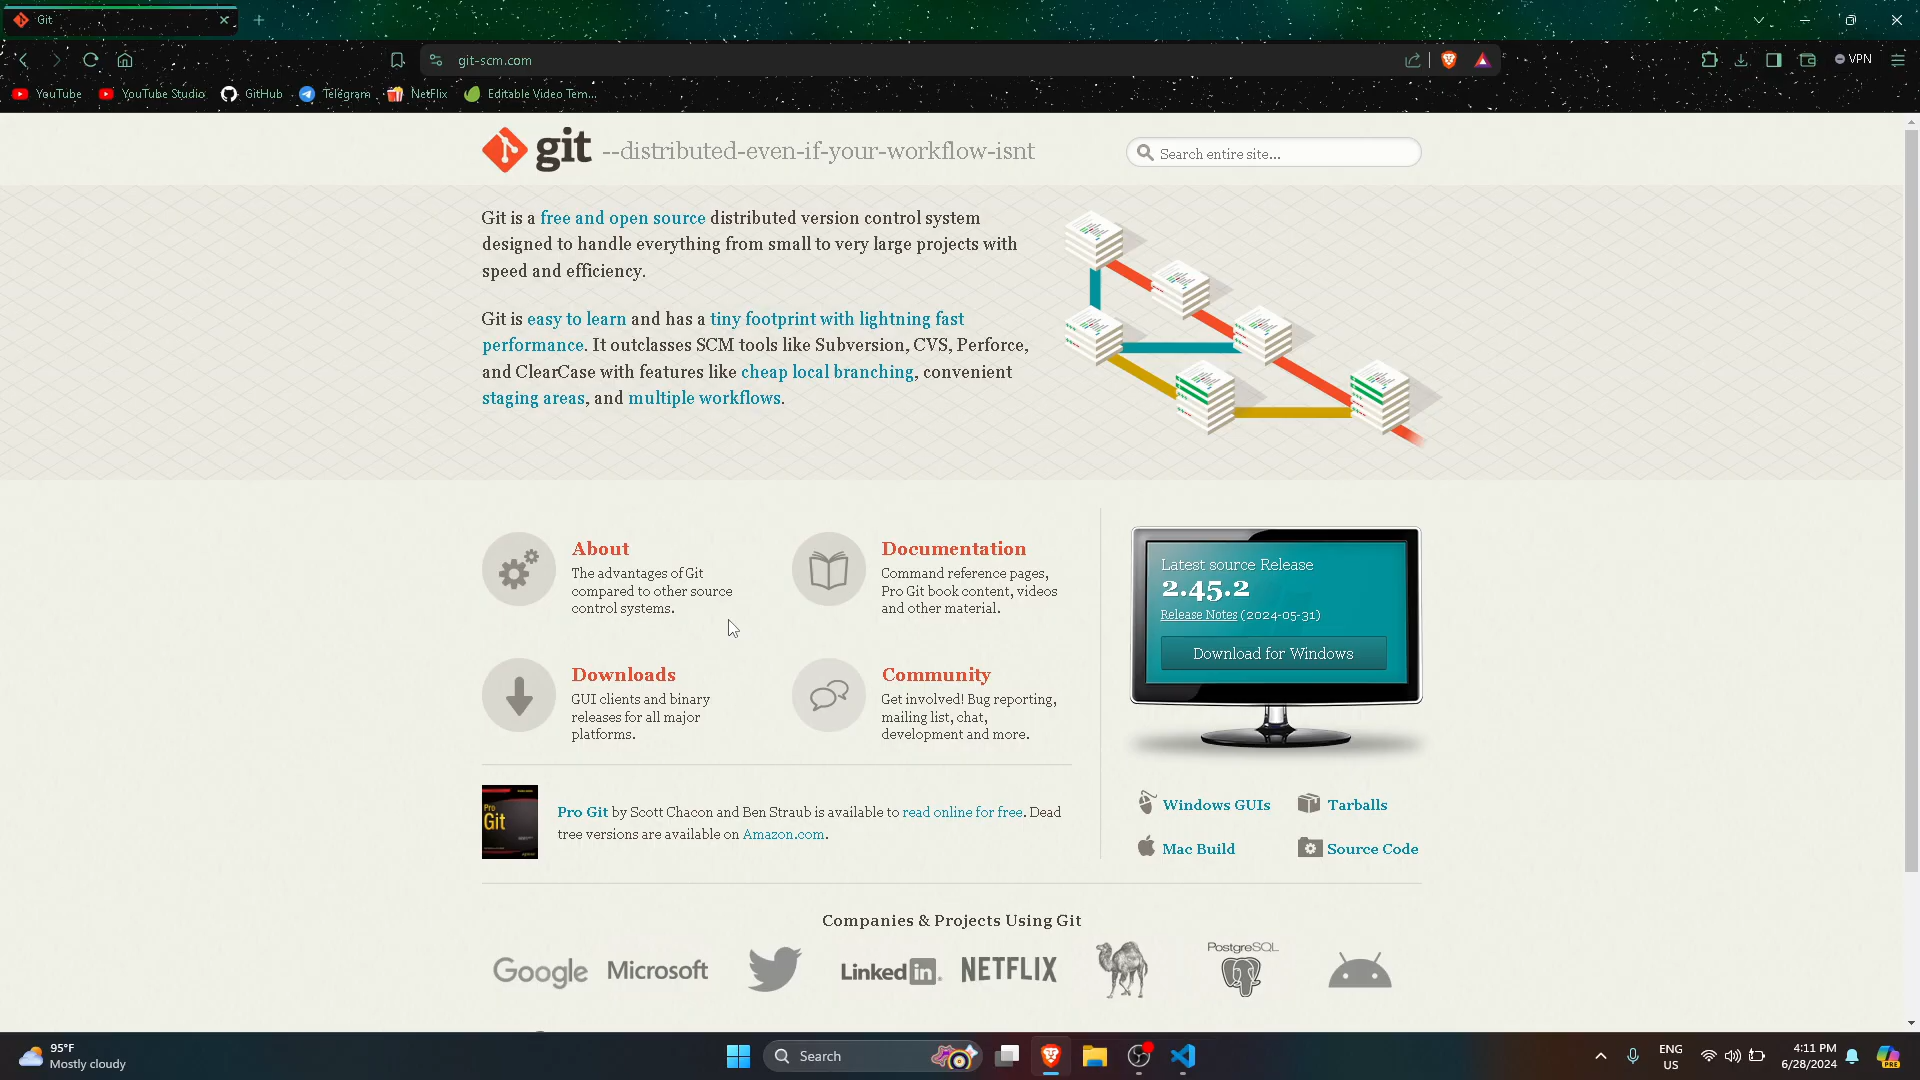 Git
git-scm.com
VPN
YouTube
YouTube Studio
GitHub
Telegram
NetFlix
Editable Video Tem...
git --distributed-even-if-your-workflow-isnt
Search entire site...
Git is a free and open source distributed version control system
designed to handle everything from small to very large projects with
speed and efficiency.
Git is easy to learn and has a tiny footprint with lightning fast
performance. It outclasses SCM tools like Subversion, CVS, Perforce,
and ClearCase with features like cheap local branching, convenient
staging areas, and multiple workflows.
About
The advantages of Git
compared to other source
control systems.
Documentation
Command reference pages,
Pro Git book content, videos
and other material.
Downloads
GUI clients and binary
releases for all major
platforms.
Community
Get involved! Bug reporting,
mailing list, chat,
development and more.
Latest source Release
2.45.2
Release Notes (2024-05-31)
Download for Windows
Pro
Git
Pro Git by Scott Chacon and Ben Straub is available to read online for free. Dead
tree versions are available on Amazon.com.
Windows GUIs
Tarballs
Mac Build
Source Code
Companies & Projects Using Git
Google
Microsoft
Linked in
NETFLIX
PostgreSQL
95°F
Mostly cloudy
Search
ENG
US
4:11 PM
6/28/2024
PRE